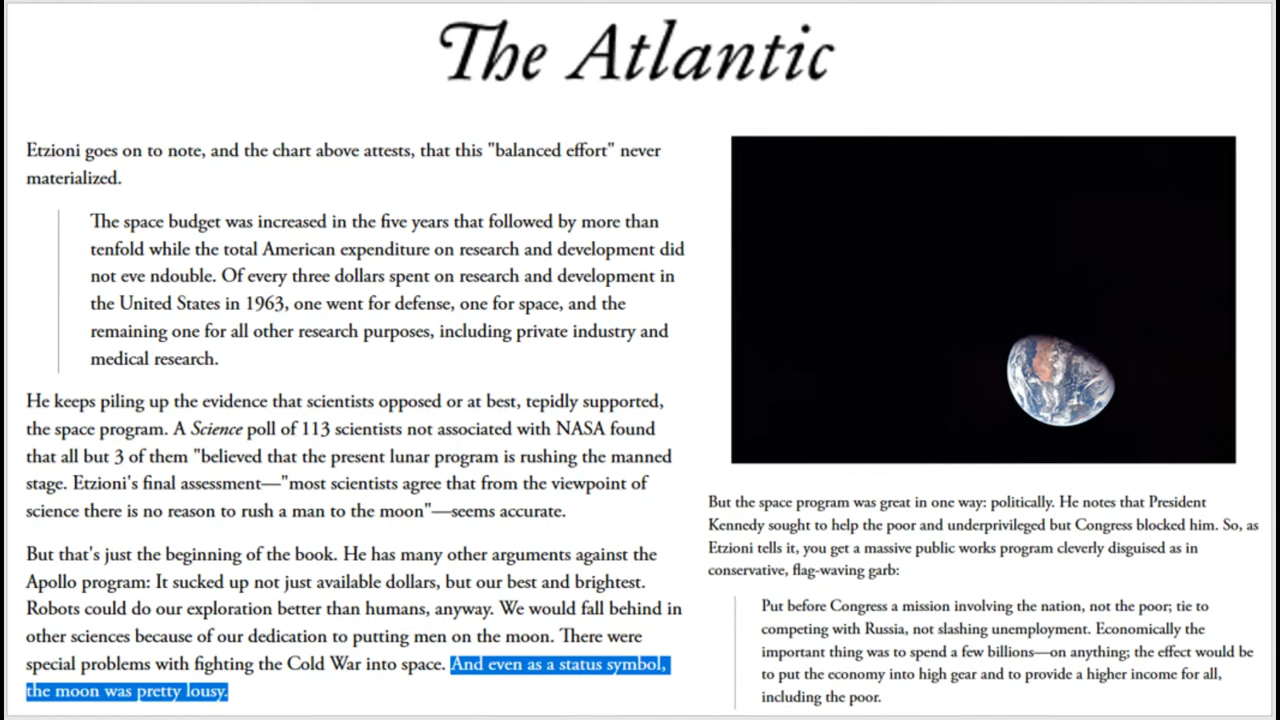 The Atlantic
Etzioni goes on to note, and the chart above attests, that this "balanced effort" never
materialized.
The space budget was increased in the five years that followed by more than
tenfold while the total American expenditure on research and development did
not eve ndouble. Of every three dollars spent on research and development in
the United States in 1963, one went for defense, one for space, and the
remaining one for all other research purposes, including private industry and
medical research.
He keeps piling up the evidence that scientists opposed or at best, tepidly supported,
the space program. A Science poll of 113 scientists not associated with NASA found
that all but 3 of them "believed that the present lunar program is rushing the manned
stage. Etzioni's final assessment—"most scientists agree that from the viewpoint of
science there is no reason to rush a man to the moon"—seems accurate.
But that's just the beginning of the book. He has many other arguments against the
Apollo program: It sucked up not just available dollars, but our best and brightest.
Robots could do our exploration better than humans, anyway. We would fall behind in
other sciences because of our dedication to putting men on the moon. There were
special problems with fighting the Cold War into space. And even as a status symbol,
the moon was pretty lousy.
But the space program was great in one way: politically. He notes that President
Kennedy sought to help the poor and underprivileged but Congress blocked him. So, as
Etzioni tells it, you get a massive public works program cleverly disguised as in
conservative, flag-waving garb:
Put before Congress a mission involving the nation, not the poor; tie to
competing with Russia, not slashing unemployment. Economically the
important thing was to spend a few billions—on anything; the effect would be
to put the economy into high gear and to provide a higher income for all,
including the poor.